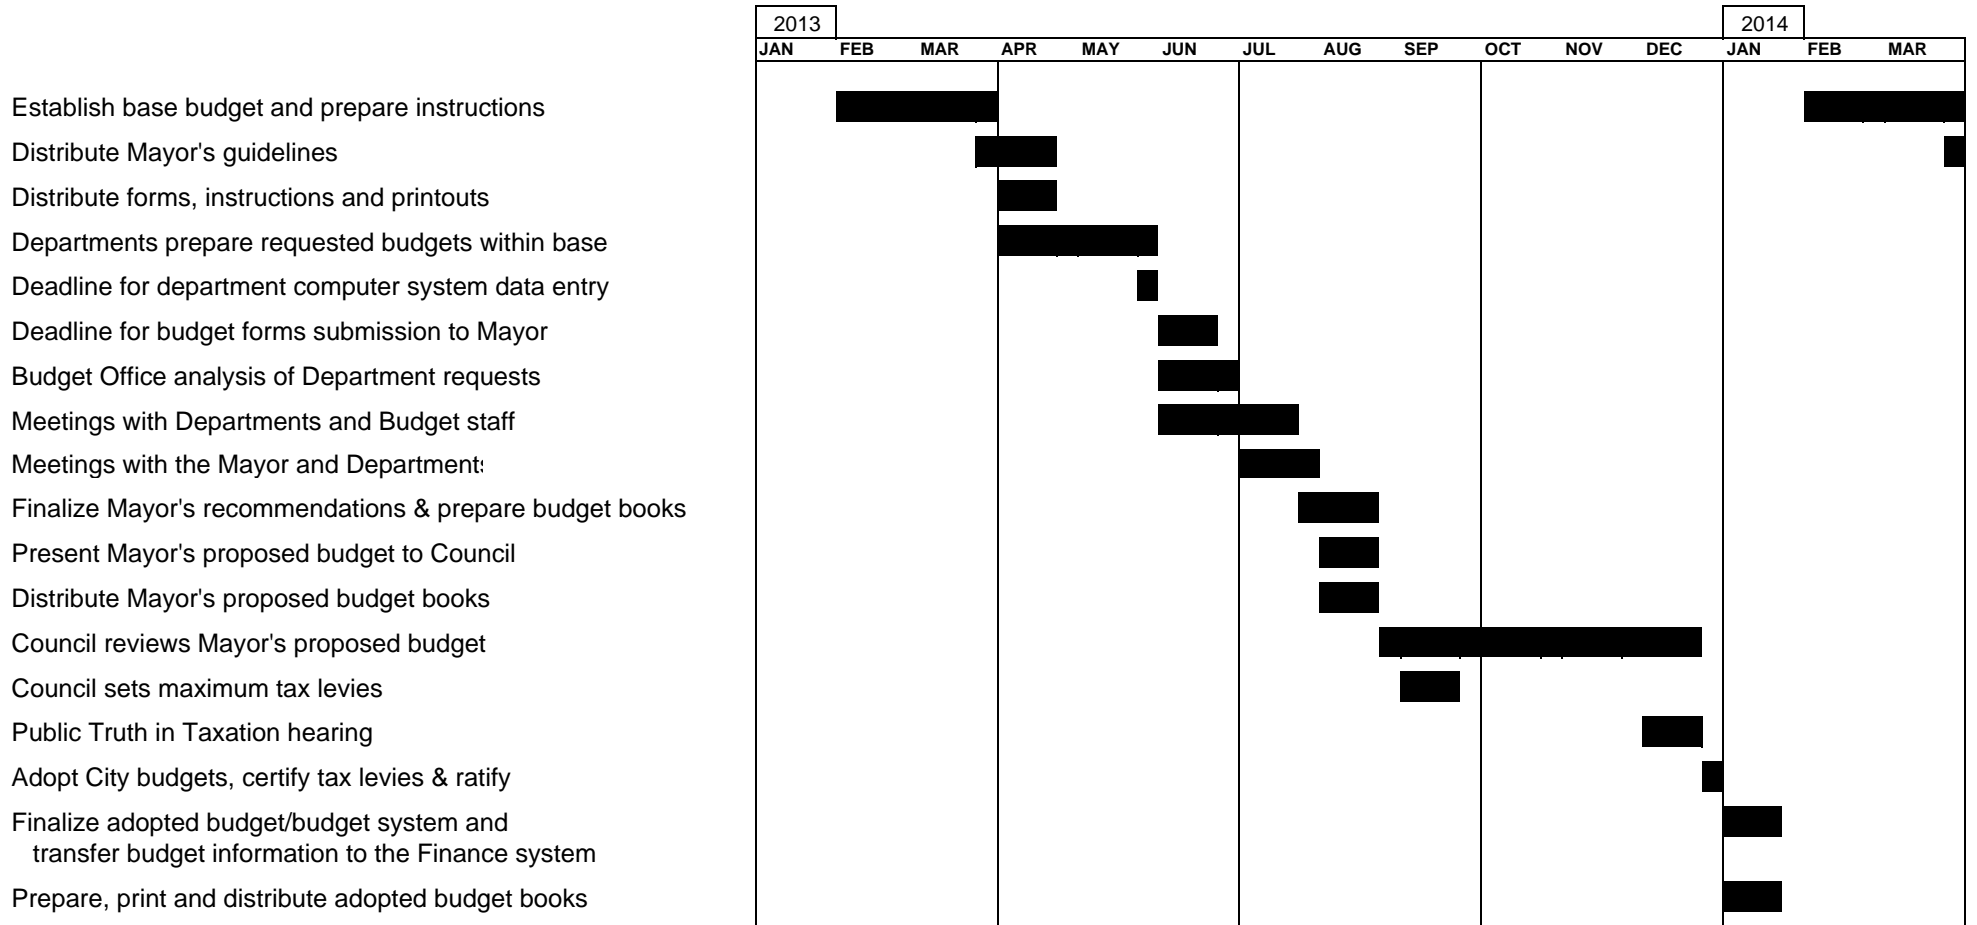 2013 2014
JAN FEB MAR APR MAY JUN JUL AUG SEP OCT NOV DEC JAN FEB MAR
Establish base budget and prepare instructions
Distribute Mayor's guidelines
Distribute forms, instructions and printouts
Departments prepare requested budgets within base
Deadline for department computer system data entry
Deadline for budget forms submission to Mayor
Budget Office analysis of Department requests
Meetings with Departments and Budget staff
Meetings with the Mayor and Departments
Finalize Mayor's recommendations & prepare budget books
Present Mayor's proposed budget to Council
Distribute Mayor's proposed budget books
Council reviews Mayor's proposed budget
Council sets maximum tax levies
Public Truth in Taxation hearing
Adopt City budgets, certify tax levies & ratify
Finalize adopted budget/budget system and
transfer budget information to the Finance system
Prepare, print and distribute adopted budget books